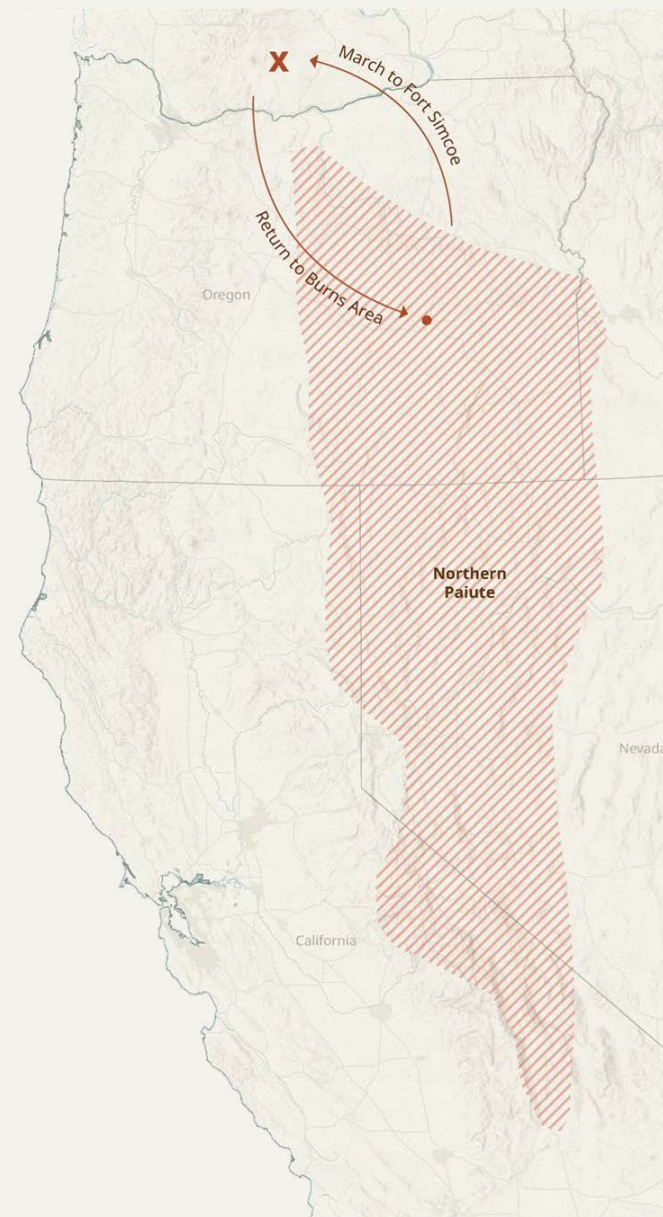 X
March to Fort Simcoe
Return to Burns Area
Oregon
Northern
Paiute
Nevada
California